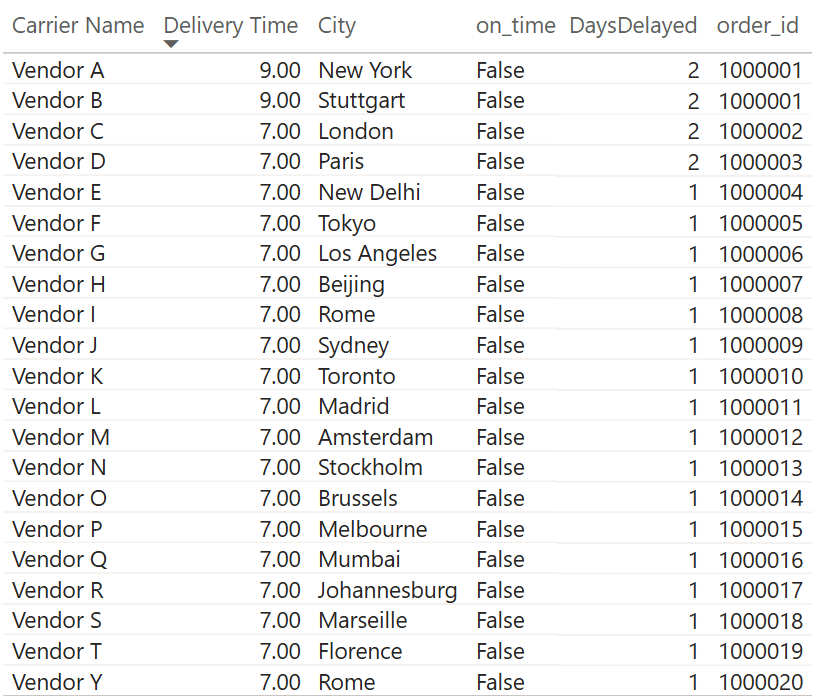 Carrier Name Delivery Time City on_time DaysDelayed order_id
Vendor A 9.00 New York False 2 1000001
Vendor B 9.00 Stuttgart False 2 1000001
Vendor C 7.00 London False 2 1000002
Vendor D 7.00 Paris False 2 1000003
Vendor E 7.00 New Delhi False 1 1000004
Vendor F 7.00 Tokyo False 1 1000005
Vendor G 7.00 Los Angeles False 1 1000006
Vendor H 7.00 Beijing False 1 1000007
Vendor I 7.00 Rome False 1 1000008
Vendor J 7.00 Sydney False 1 1000009
Vendor K 7.00 Toronto False 1 1000010
Vendor L 7.00 Madrid False 1 1000011
Vendor M 7.00 Amsterdam False 1 1000012
Vendor N 7.00 Stockholm False 1 1000013
Vendor O 7.00 Brussels False 1 1000014
Vendor P 7.00 Melbourne False 1 1000015
Vendor Q 7.00 Mumbai False 1 1000016
Vendor R 7.00 Johannesburg False 1 1000017
Vendor S 7.00 Marseille False 1 1000018
Vendor T 7.00 Florence False 1 1000019
Vendor Y 7.00 Rome False 1 1000020